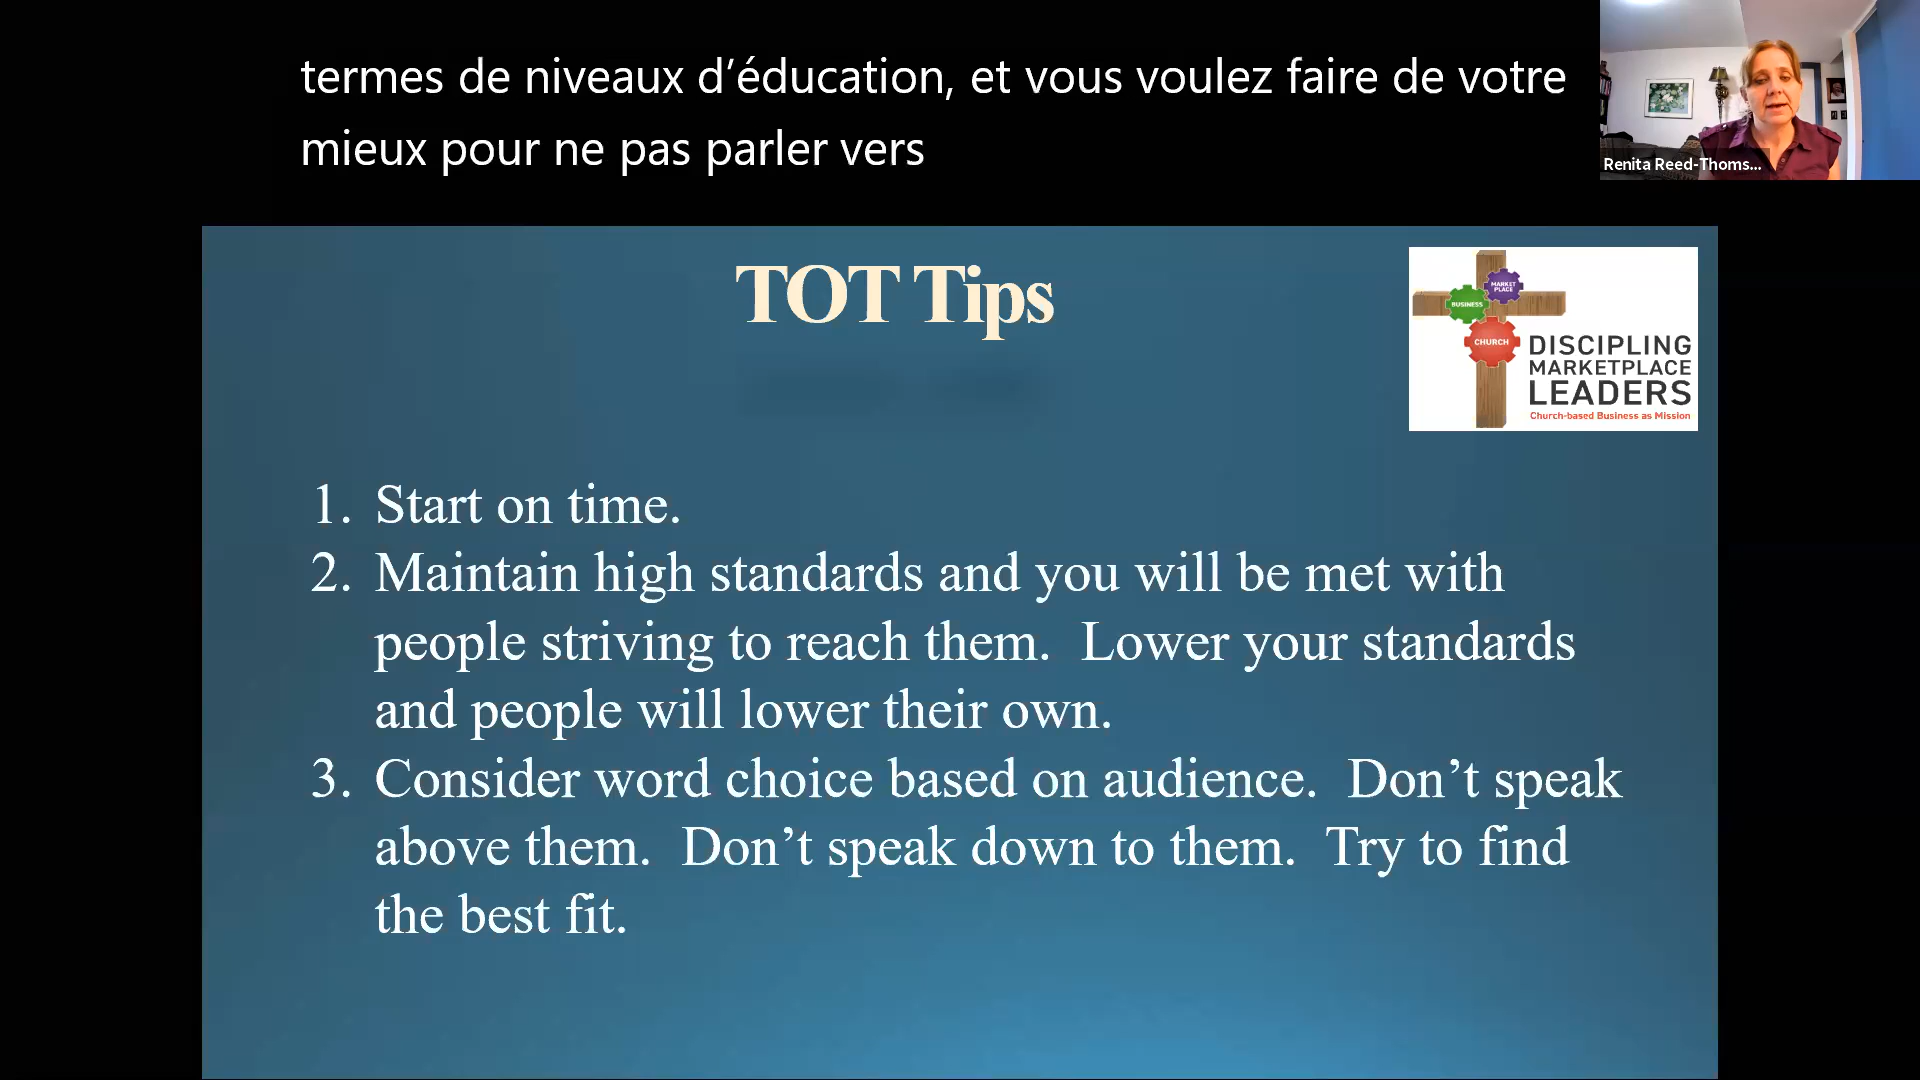 termes de niveaux d’éducation, et vous voulez faire de votre
mieux pour ne pas parler vers
Renita Reed-Thoms...
TOT Tips
MARKET
PLACE
BUSINESS
CHURCH
DISCIPLING
MARKETPLACE
LEADERS
Church-based Business as Mission
1. Start on time.
2. Maintain high standards and you will be met with
people striving to reach them.  Lower your standards
and people will lower their own.
3. Consider word choice based on audience.  Don’t speak
above them.  Don’t speak down to them.  Try to find
the best fit.